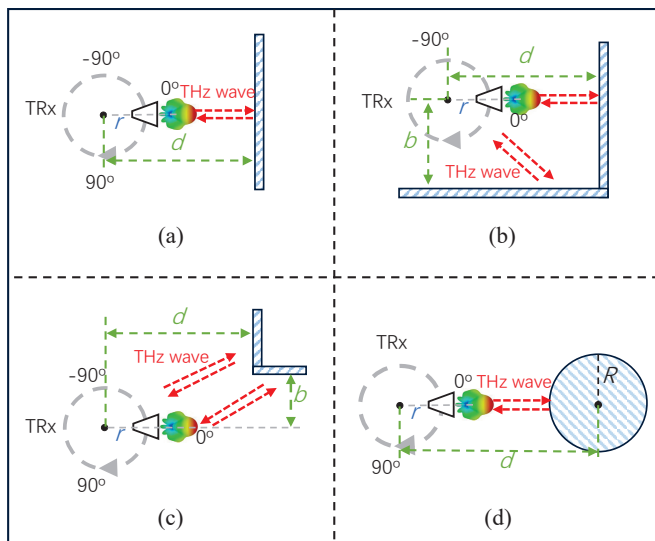 -90º
0º
THz wave
TRx
r
d
90º
(a)
-90º
d
TRx
r
0º
b
THz wave
(b)
d
THz wave
-90º
b
TRx
r
0º
90º
(c)
TRx
0º
THz wave
R
r
90º
d
(d)